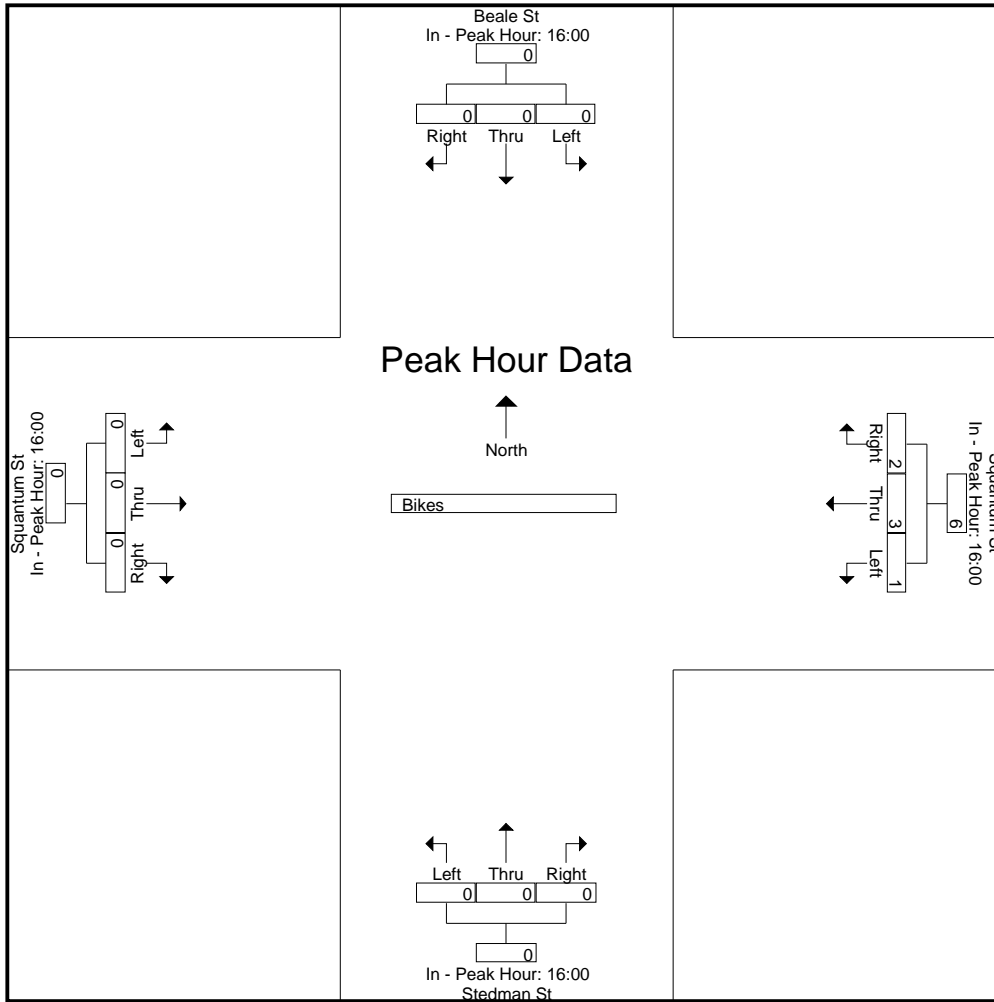 Beale St
In - Peak Hour: 16:00
0
0 0 0
Right Thru Left
Peak Hour Data
North
Bikes
Squantum St
In - Peak Hour: 16:00
0
0 0 0
Left Thru Right
Squantum St
In - Peak Hour: 16:00
6
2 3 1
Right Thru Left
Left Thru Right
0 0 0
0
In - Peak Hour: 16:00
Stedman St